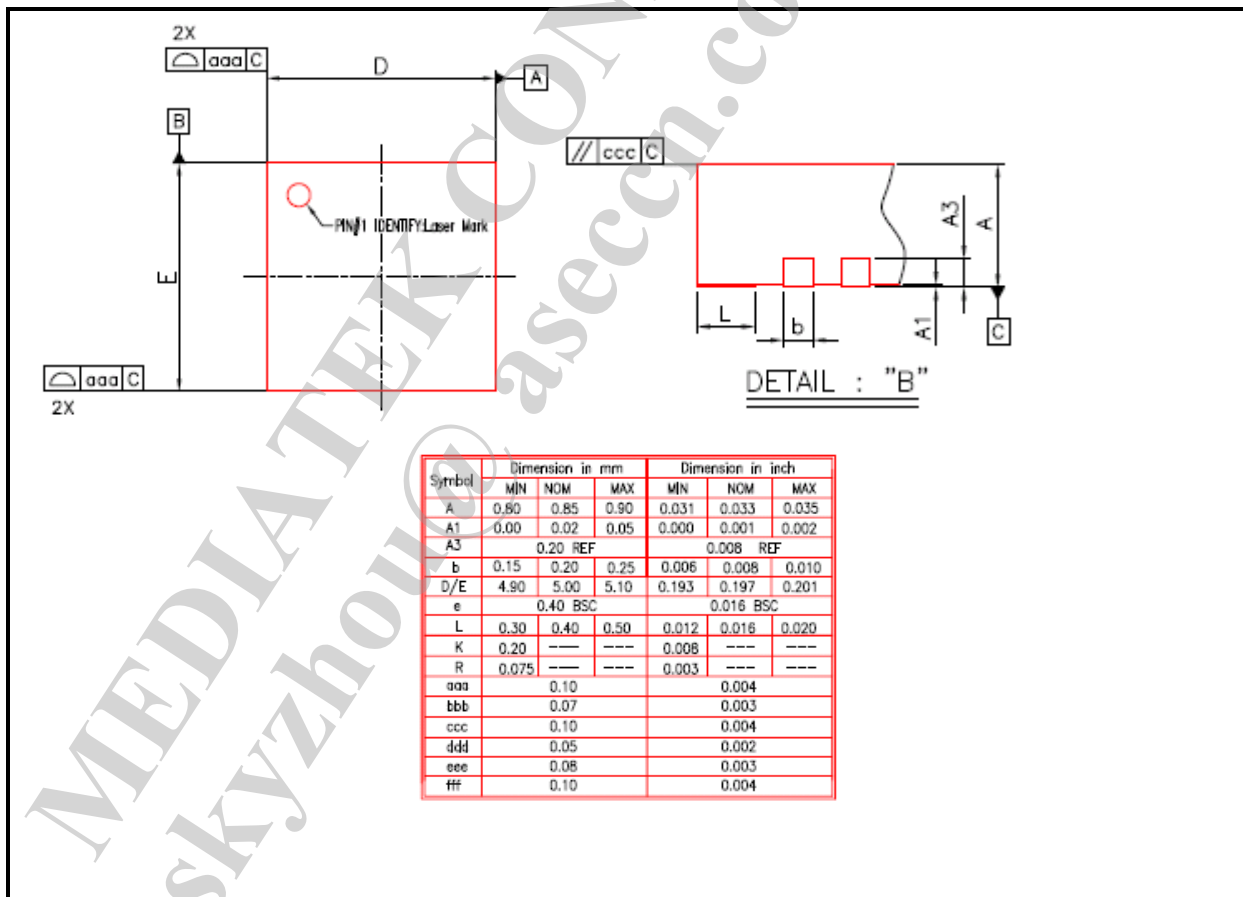 2X
⌓ aaa C
D
A
B
PIN#1 IDENTIFY:Laser Mark
E
⌓ aaa C
2X
// ccc C
A3
A
L
b
A1
C
DETAIL : "B"
Symbol Dimension in mm Dimension in inch
MIN NOM MAX MIN NOM MAX
A 0.80 0.85 0.90 0.031 0.033 0.035
A1 0.00 0.02 0.05 0.000 0.001 0.002
A3 0.20 REF 0.008 REF
b 0.15 0.20 0.25 0.006 0.008 0.010
D/E 4.90 5.00 5.10 0.193 0.197 0.201
e 0.40 BSC 0.016 BSC
L 0.30 0.40 0.50 0.012 0.016 0.020
K 0.20 --- --- 0.008 --- ---
R 0.075 --- --- 0.003 --- ---
aaa 0.10 0.004
bbb 0.07 0.003
ccc 0.10 0.004
ddd 0.05 0.002
eee 0.08 0.003
fff 0.10 0.004
MEDIATEK CON
skyzhou@ aseccn.co